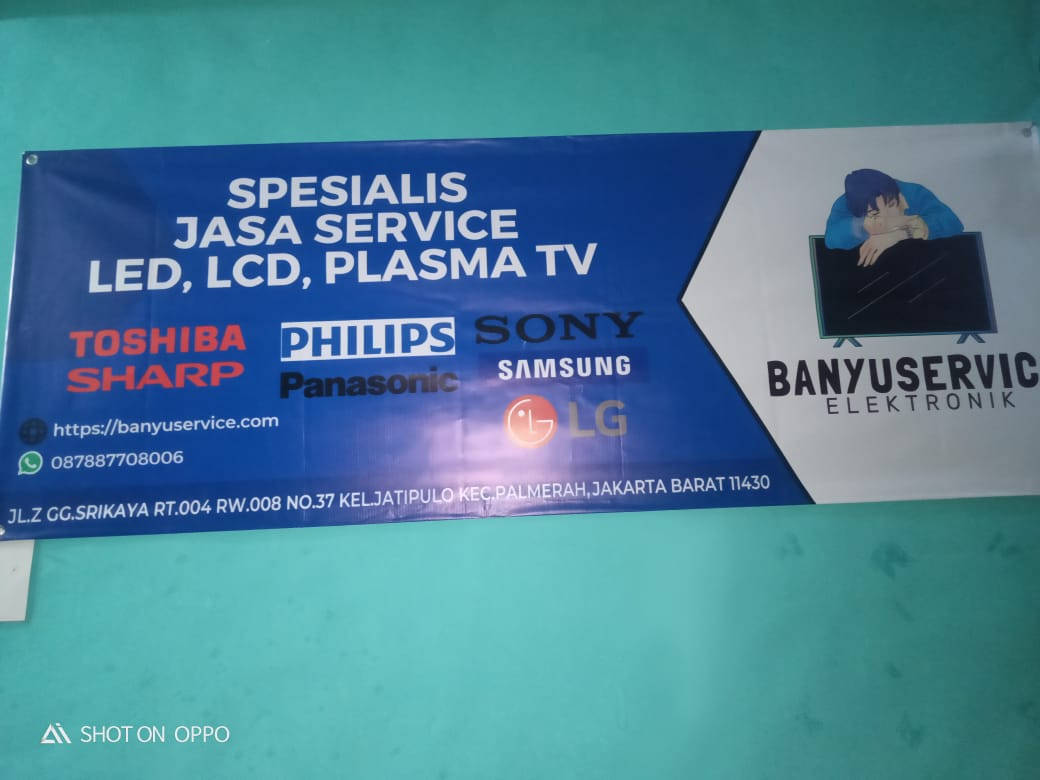 SPESIALIS
JASA SERVICE
LED, LCD, PLASMA TV
TOSHIBA
PHILIPS
SONY
SHARP
Panasonic
SAMSUNG
LG
LG
https://banyuservice.com
087887708006
JL.Z GG.SRIKAYA RT.004 RW.008 NO.37 KEL.JATIPULO KEC.PALMERAH,JAKARTA BARAT 11430
BANYUSERVIC
ELEKTRONIK
SHOT ON OPPO